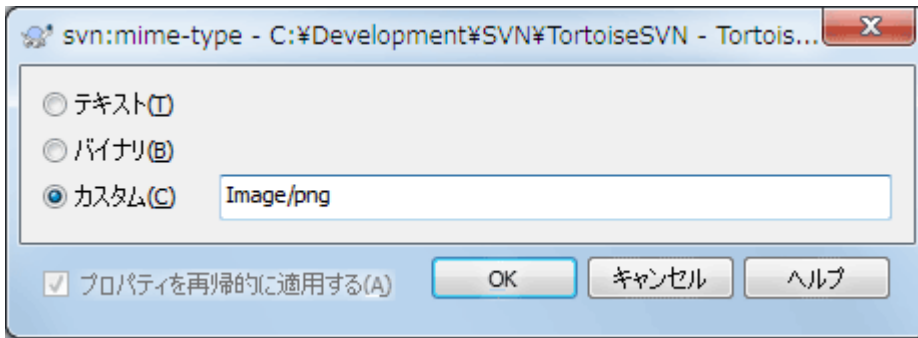 svn:mime-type - C:¥Development¥SVN¥TortoiseSVN - Tortois...
テキスト(T)
バイナリ(B)
カスタム(C) Image/png
プロパティを再帰的に適用する(A) OK キャンセル ヘルプ